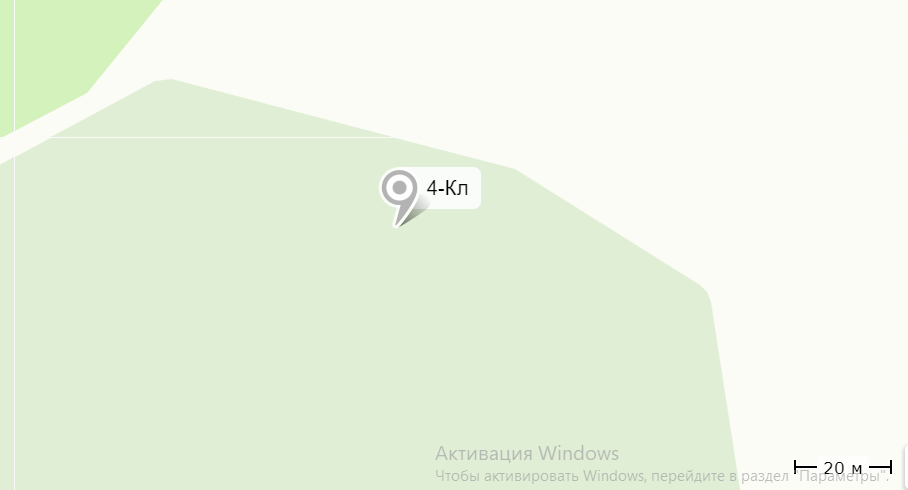 4-Кл
Активация Windows
Чтобы активировать Windows, перейдите в раздел "Параметры".
20 м